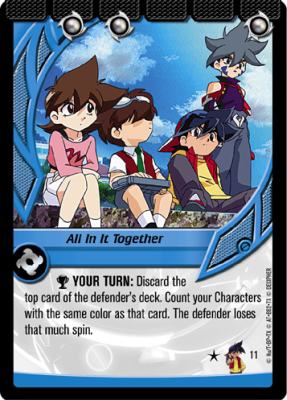 All In It Together
YOUR TURN: Discard the
top card of the defender's deck. Count your Characters
with the same color as that card. The defender loses
that much spin.
11